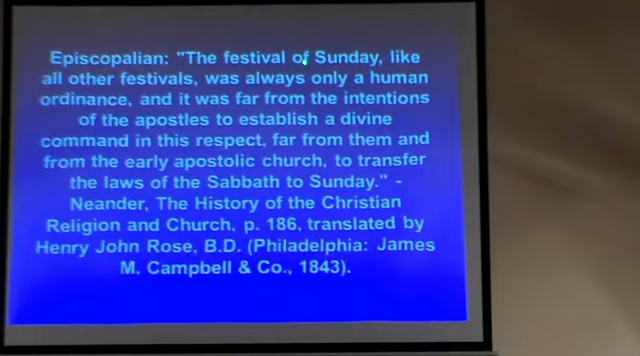 Episcopalian: "The festival of Sunday, like
all other festivals, was always only a human
ordinance, and it was far from the intentions
of the apostles to establish a divine
command in this respect, far from them and
from the early apostolic church, to transfer
the laws of the Sabbath to Sunday." -
Neander, The History of the Christian
Religion and Church, p. 186, translated by
Henry John Rose, B.D. (Philadelphia: James
M. Campbell & Co., 1843).